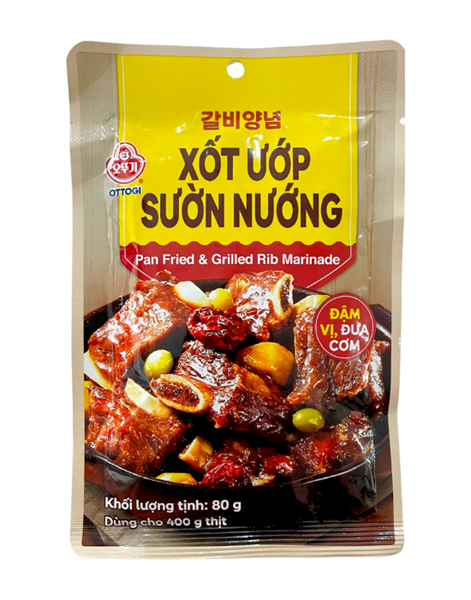 갈비양념
오뚜기
OTTOGI
XỐT ƯỚP
SƯỜN NƯỚNG
Pan Fried & Grilled Rib Marinade
ĐẬM
VỊ, ĐƯA
CƠM
Khối lượng tịnh: 80 g
Dùng cho 400 g thịt